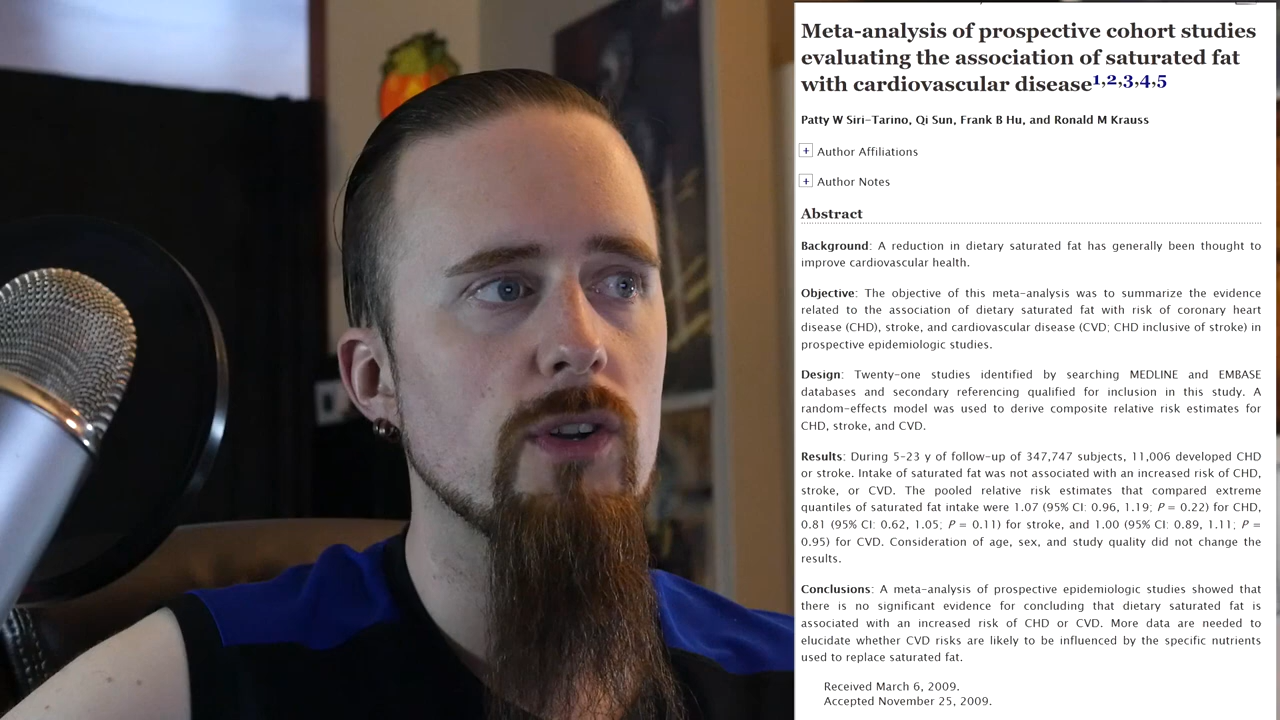 Meta-analysis of prospective cohort studies
evaluating the association of saturated fat
with cardiovascular disease1,2,3,4,5
Patty W Siri-Tarino, Qi Sun, Frank B Hu, and Ronald M Krauss
+ Author Affiliations
+ Author Notes
Abstract
Background: A reduction in dietary saturated fat has generally been thought to
improve cardiovascular health.
Objective: The objective of this meta-analysis was to summarize the evidence
related to the association of dietary saturated fat with risk of coronary heart
disease (CHD), stroke, and cardiovascular disease (CVD; CHD inclusive of stroke) in
prospective epidemiologic studies.
Design: Twenty-one studies identified by searching MEDLINE and EMBASE
databases and secondary referencing qualified for inclusion in this study. A
random-effects model was used to derive composite relative risk estimates for
CHD, stroke, and CVD.
Results: During 5–23 y of follow-up of 347,747 subjects, 11,006 developed CHD
or stroke. Intake of saturated fat was not associated with an increased risk of CHD,
stroke, or CVD. The pooled relative risk estimates that compared extreme
quantiles of saturated fat intake were 1.07 (95% CI: 0.96, 1.19; P = 0.22) for CHD,
0.81 (95% CI: 0.62, 1.05; P = 0.11) for stroke, and 1.00 (95% CI: 0.89, 1.11; P =
0.95) for CVD. Consideration of age, sex, and study quality did not change the
results.
Conclusions: A meta-analysis of prospective epidemiologic studies showed that
there is no significant evidence for concluding that dietary saturated fat is
associated with an increased risk of CHD or CVD. More data are needed to
elucidate whether CVD risks are likely to be influenced by the specific nutrients
used to replace saturated fat.
Received March 6, 2009.
Accepted November 25, 2009.